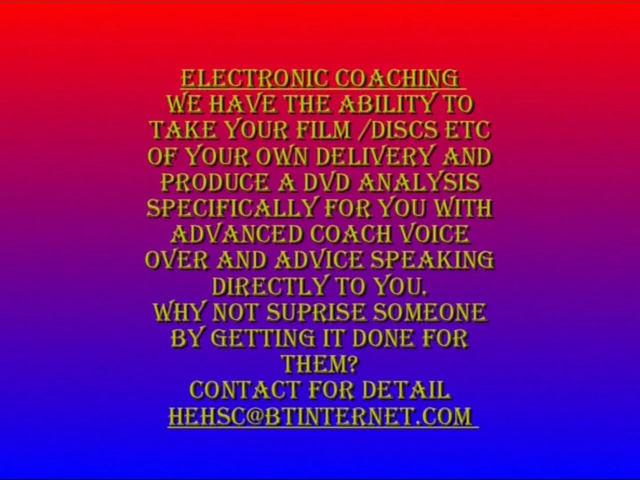 ELECTRONIC COACHING
WE HAVE THE ABILITY TO
TAKE YOUR FILM /DISCS ETC
OF YOUR OWN DELIVERY AND
PRODUCE A DVD ANALYSIS
SPECIFICALLY FOR YOU WITH
ADVANCED COACH VOICE
OVER AND ADVICE SPEAKING
DIRECTLY TO YOU.
WHY NOT SUPRISE SOMEONE
BY GETTING IT DONE FOR
THEM?
CONTACT FOR DETAIL
HEHSC@BTINTERNET.COM